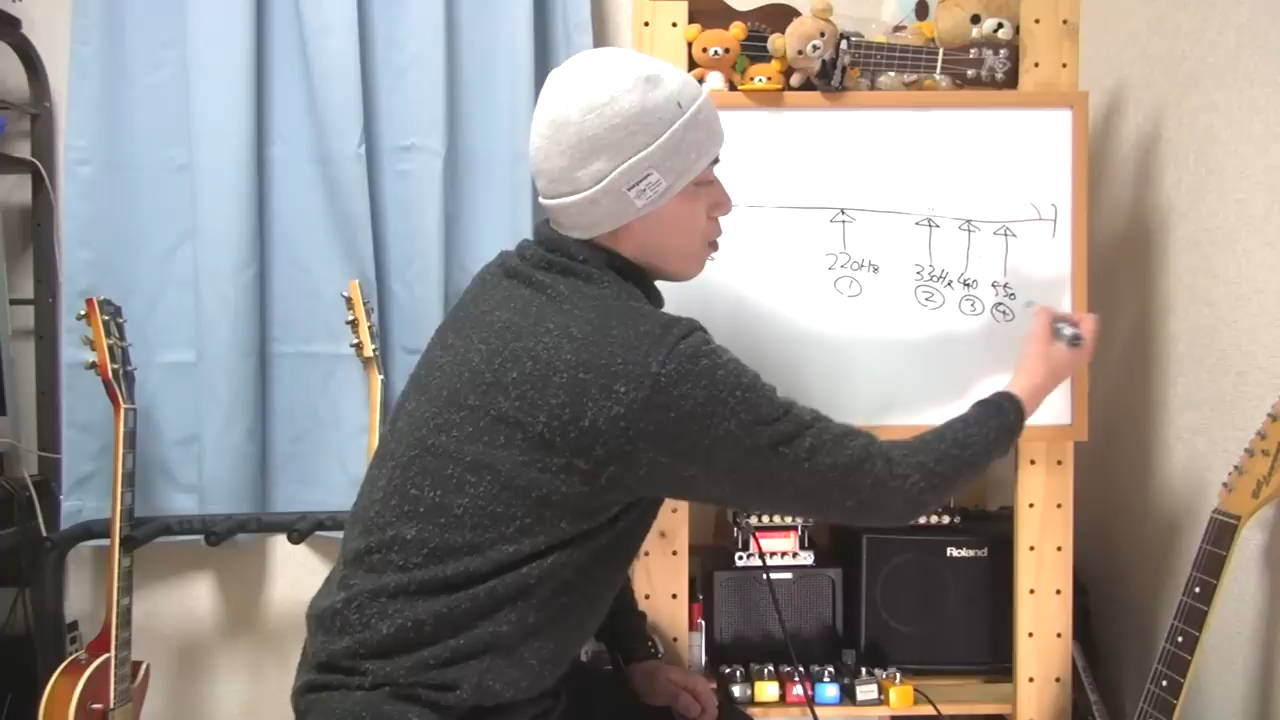 220Hz
330Hz
440
550
①
②
③
④
Roland